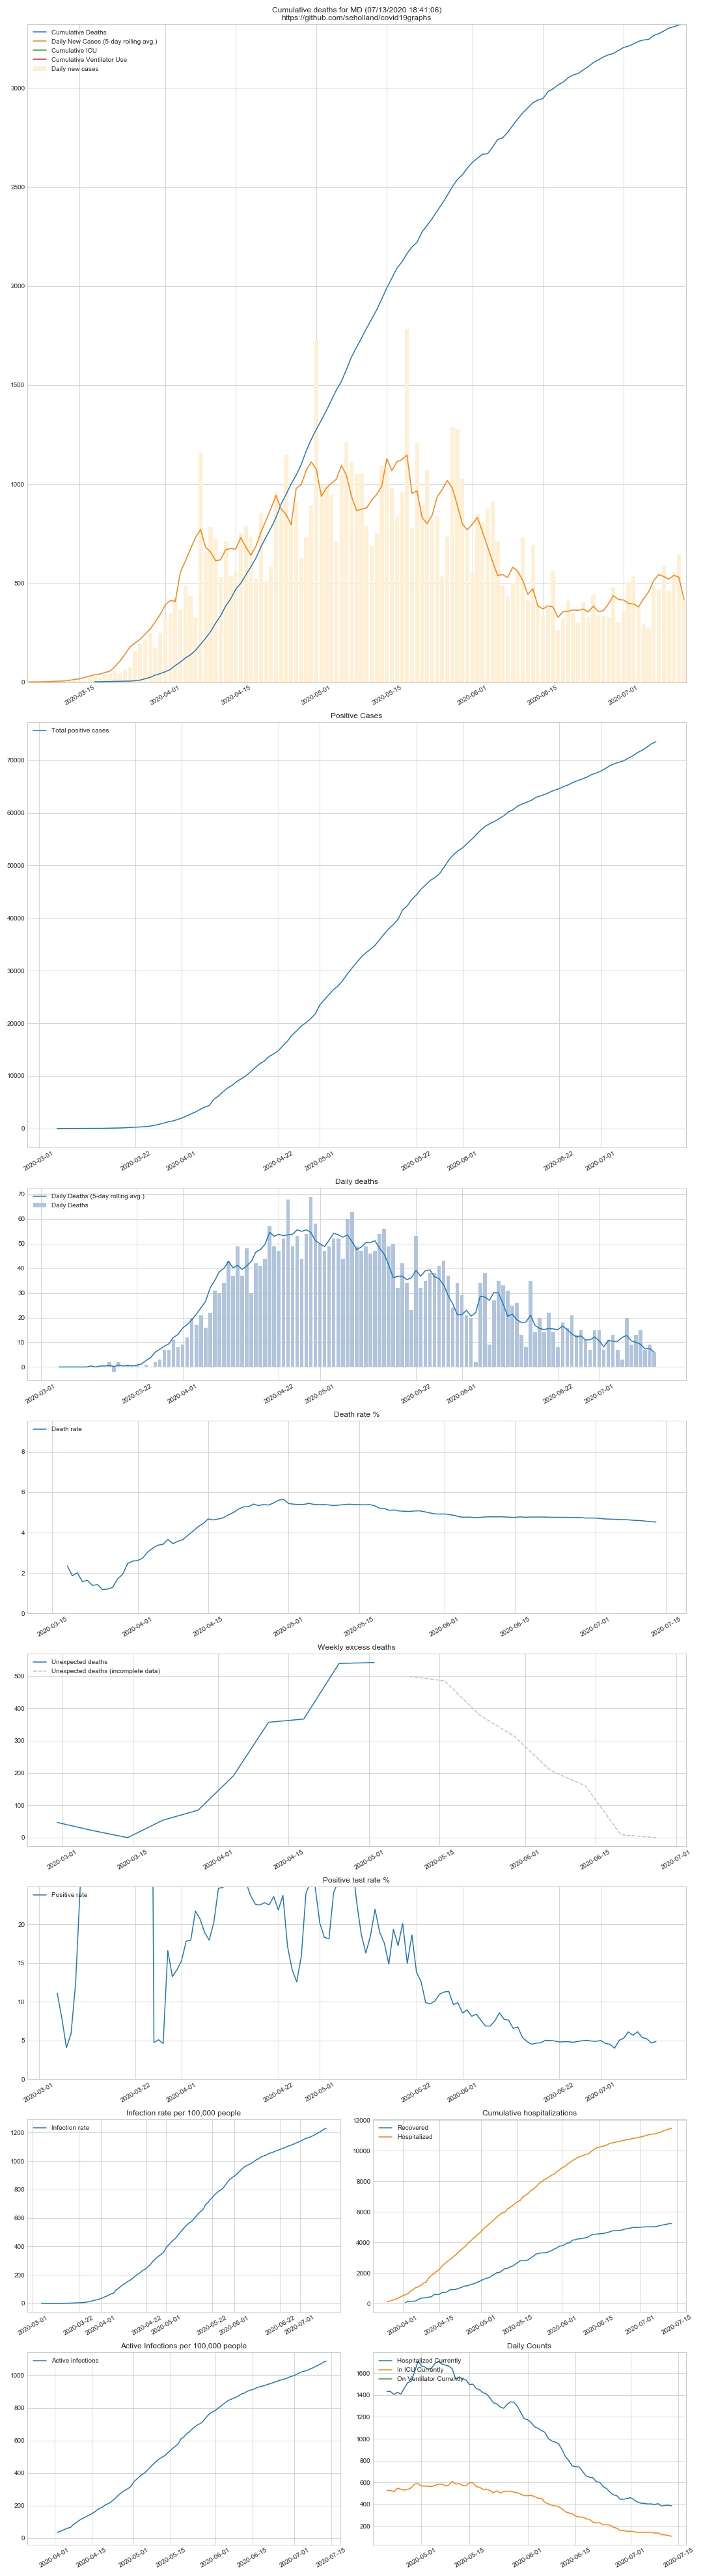 Cumulative deaths for MD (07/13/2020 18:41:06)
https://github.com/seholland/covid19graphs
Cumulative Deaths
Daily New Cases (5-day rolling avg.)
Cumulative ICU
Cumulative Ventilator Use
Daily new cases
3000
2500
2000
1500
1000
500
0
2020-03-15 2020-04-01 2020-04-15 2020-05-01 2020-05-15 2020-06-01 2020-06-15 2020-07-01
Positive Cases
Total positive cases
70000
60000
50000
40000
30000
20000
10000
0
2020-03-01 2020-03-22 2020-04-01 2020-04-22 2020-05-01 2020-05-22 2020-06-01 2020-06-22 2020-07-01
Daily deaths
Daily Deaths (5-day rolling avg.)
Daily Deaths
70
60
50
40
30
20
10
0
2020-03-01 2020-03-22 2020-04-01 2020-04-22 2020-05-01 2020-05-22 2020-06-01 2020-06-22 2020-07-01
Death rate %
Death rate
8
6
4
2
0
2020-03-15 2020-04-01 2020-04-15 2020-05-01 2020-05-15 2020-06-01 2020-06-15 2020-07-01 2020-07-15
Weekly excess deaths
Unexpected deaths
Unexpected deaths (incomplete data)
500
400
300
200
100
0
2020-03-01 2020-03-15 2020-04-01 2020-04-15 2020-05-01 2020-05-15 2020-06-01 2020-06-15 2020-07-01
Positive test rate %
Positive rate
20
15
10
5
0
2020-03-01 2020-03-22 2020-04-01 2020-04-22 2020-05-01 2020-05-22 2020-06-01 2020-06-22 2020-07-01
Infection rate per 100,000 people
Infection rate
1200
1000
800
600
400
200
0
2020-03-01 2020-03-22 2020-04-01 2020-04-22 2020-05-01 2020-05-22 2020-06-01 2020-06-22 2020-07-01
Cumulative hospitalizations
Recovered
Hospitalized
12000
10000
8000
6000
4000
2000
0
2020-04-01 2020-04-15 2020-05-01 2020-05-15 2020-06-01 2020-06-15 2020-07-01 2020-07-15
Active Infections per 100,000 people
Active infections
1000
800
600
400
200
0
2020-04-01 2020-04-15 2020-05-01 2020-05-15 2020-06-01 2020-06-15 2020-07-01 2020-07-15
Daily Counts
Hospitalized Currently
In ICU Currently
On Ventilator Currently
1600
1400
1200
1000
800
600
400
200
2020-05-01 2020-05-15 2020-06-01 2020-06-15 2020-07-01 2020-07-15